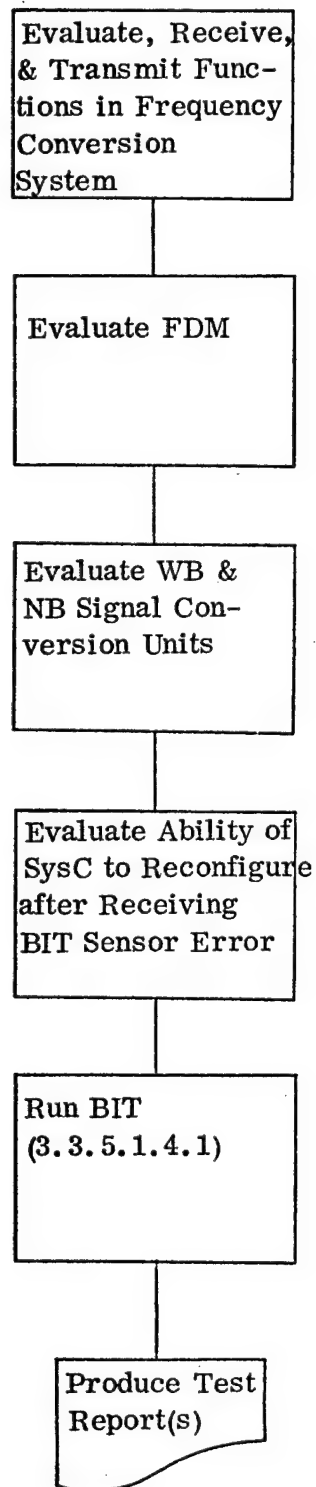 Evaluate, Receive,
& Transmit Func-
tions in Frequency
Conversion
System
Evaluate FDM
Evaluate WB &
NB Signal Con-
version Units
Evaluate Ability of
SysC to Reconfigure
after Receiving
BIT Sensor Error
Run BIT
(3.3.5.1.4.1)
Produce Test
Report(s)